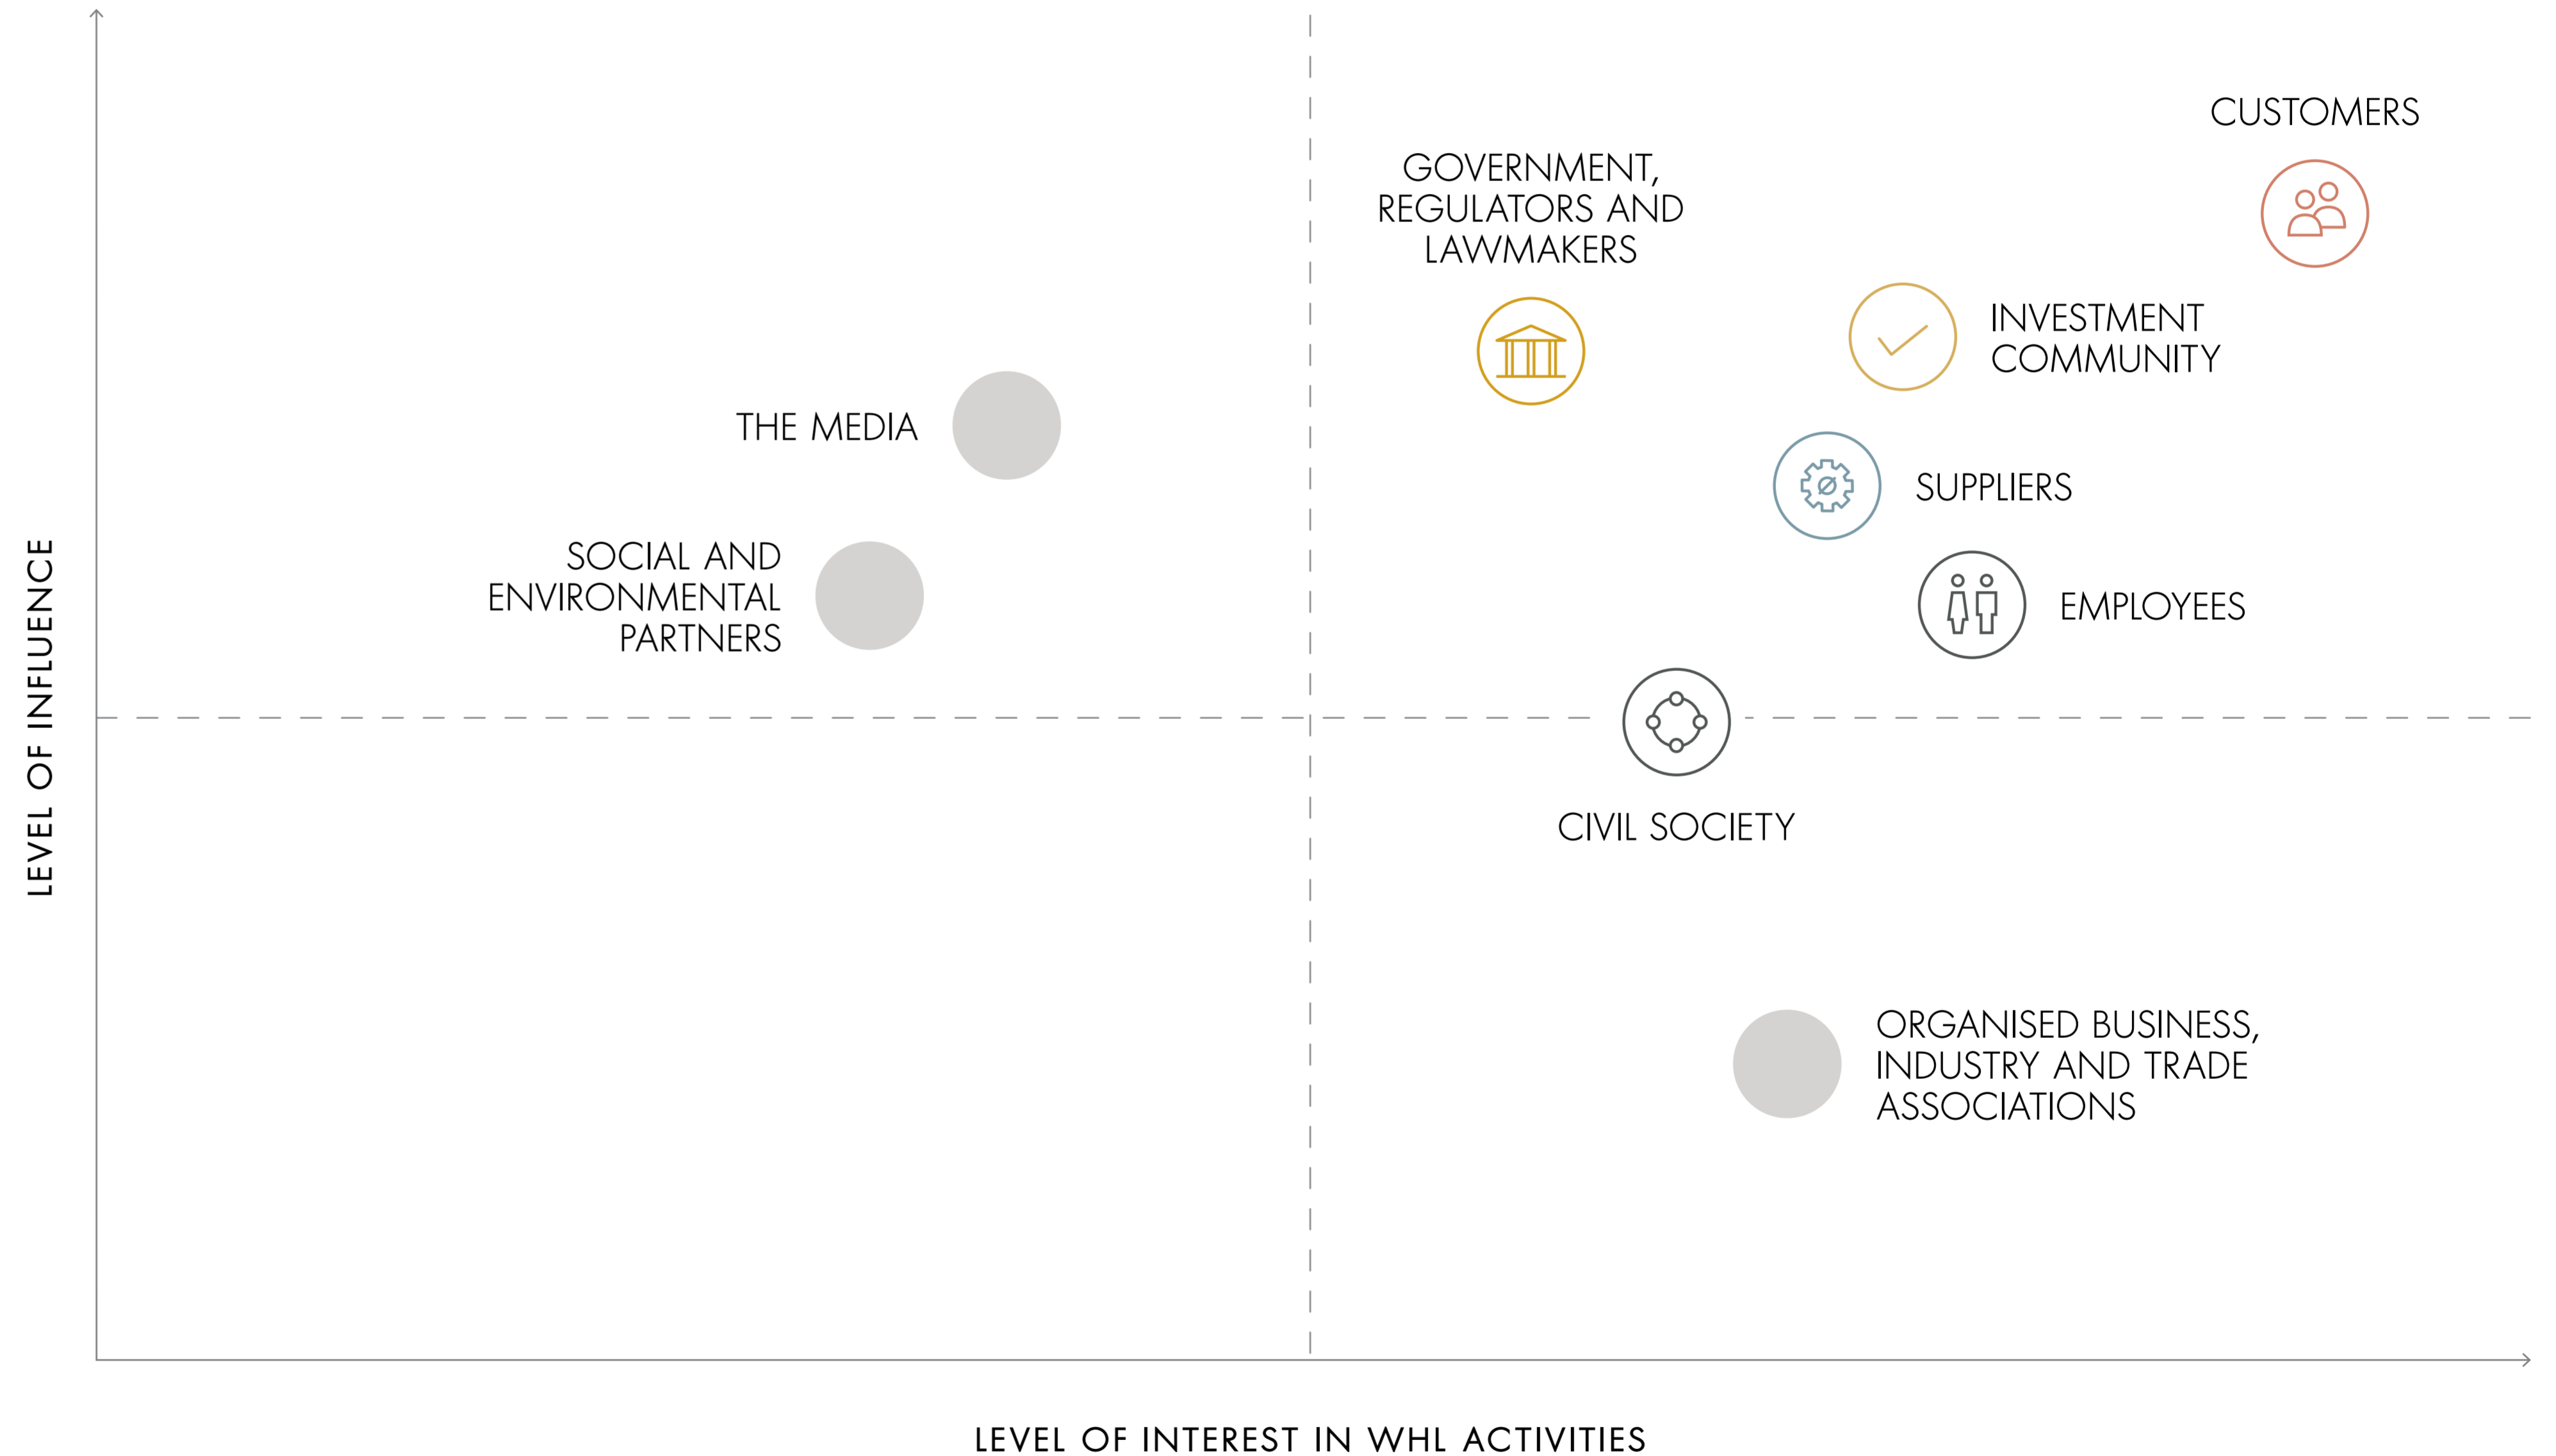 CUSTOMERS
GOVERNMENT,
REGULATORS AND
LAWMAKERS
INVESTMENT
COMMUNITY
THE MEDIA
SUPPLIERS
SOCIAL AND
ENVIRONMENTAL
PARTNERS
EMPLOYEES
LEVEL OF INFLUENCE
CIVIL SOCIETY
ORGANISED BUSINESS,
INDUSTRY AND TRADE
ASSOCIATIONS
LEVEL OF INTEREST IN WHL ACTIVITIES